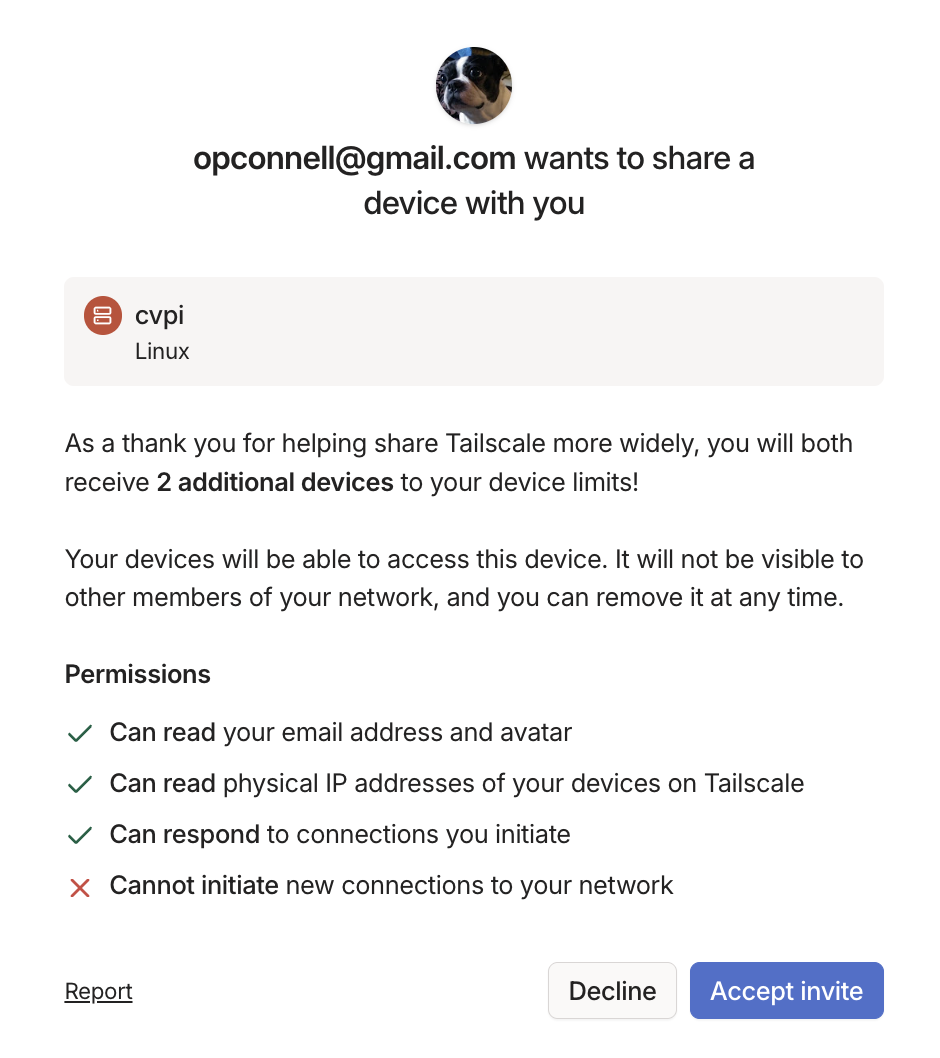 opconnell@gmail.com wants to share a
device with you
cvpi
Linux
As a thank you for helping share Tailscale more widely, you will both
receive 2 additional devices to your device limits!
Your devices will be able to access this device. It will not be visible to
other members of your network, and you can remove it at any time.
Permissions
Can read your email address and avatar
Can read physical IP addresses of your devices on Tailscale
Can respond to connections you initiate
Cannot initiate new connections to your network
Report
Decline
Accept invite